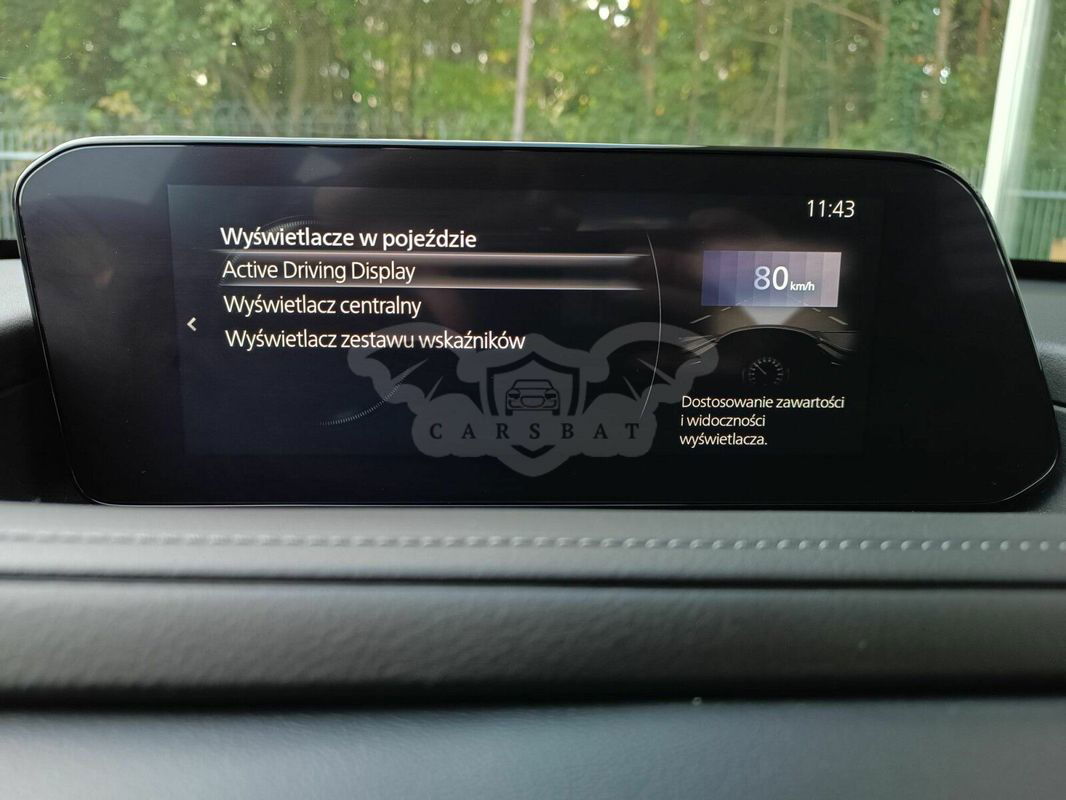 11:43
Wyświetlacze w pojeździe
Active Driving Display
Wyświetlacz centralny
Wyświetlacz zestawu wskaźników
80 km/h
Dostosowanie zawartości
i widoczności
wyświetlacza.
CARSBAT